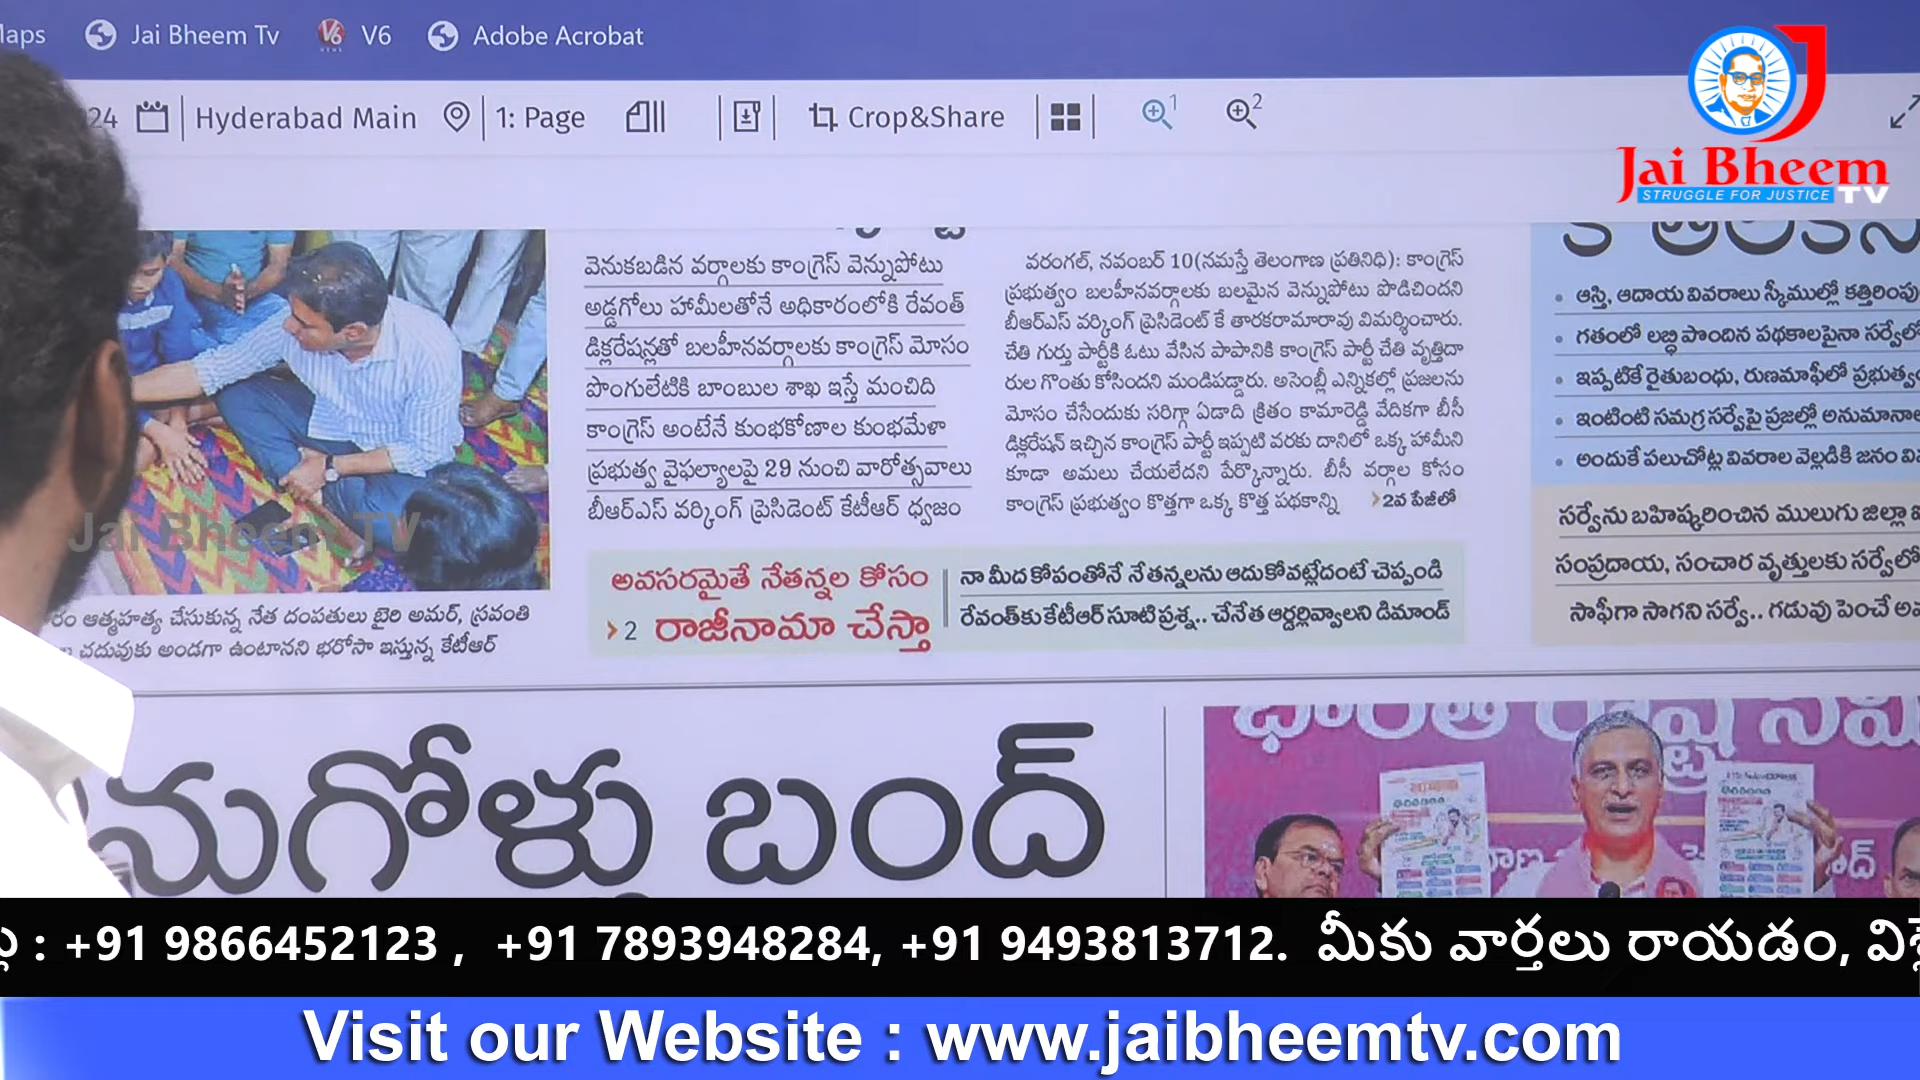 Jai Bheem Tv
V6
Adobe Acrobat
24
Hyderabad Main
1: Page
Crop&Share
1
2
Jai Bheem
STRUGGLE FOR JUSTICE TV
వెనుకబడిన వర్గాలకు కాంగ్రెస్ వెన్నుపోటు
అడ్డగోలు హామీలతోనే అధికారంలోకి రేవంత్
డిక్లరేషన్లతో బలహీనవర్గాలకు కాంగ్రెస్ మోసం
పొంగులేటికి బాంబుల శాఖ ఇస్తే మంచిది
కాంగ్రెస్ అంటేనే కుంభకోణాల కుంభమేళా
ప్రభుత్వ వైఫల్యాలపై 29 నుంచి వారోత్సవాలు
బీఆర్ఎస్ వర్కింగ్ ప్రెసిడెంట్ కేటీఆర్ ధ్వజం
వరంగల్, నవంబర్ 10(నమస్తే తెలంగాణ ప్రతినిధి): కాంగ్రెస్
ప్రభుత్వం బలహీనవర్గాలకు బలమైన వెన్నుపోటు పొడిచిందని
బీఆర్ఎస్ వర్కింగ్ ప్రెసిడెంట్ కే తారకరామారావు విమర్శించారు.
చేతి గుర్తు పార్టీకి ఓటు వేసిన పాపానికి కాంగ్రెస్ పార్టీ చేతి వృత్తిదా
రుల గొంతు కోసిందని మండిపడ్డారు. అసెంబ్లీ ఎన్నికల్లో ప్రజలను
మోసం చేసేందుకు సరిగ్గా ఏడాది క్రితం కామారెడ్డి వేదికగా బీసీ
డిక్లరేషన్ ఇచ్చిన కాంగ్రెస్ పార్టీ ఇప్పటి వరకు దానిలో ఒక్క హామీని
కూడా అమలు చేయలేదని పేర్కొన్నారు. బీసీ వర్గాల కోసం
కాంగ్రెస్ ప్రభుత్వం కొత్తగా ఒక్క కొత్త పథకాన్ని >2వ పేజీలో
ఆస్తి, ఆదాయ వివరాలు స్కీముల్లో కత్తిరింపు
గతంలో లబ్ధి పొందిన పథకాలపైనా సర్వేలో
ఇప్పటికే రైతుబంధు, రుణమాఫీలో ప్రభుత్వం
ఇంటింటి సమగ్ర సర్వేపై ప్రజల్లో అనుమానాల
అందుకే పలుచోట్ల వివరాల వెల్లడికి జనం
సర్వేను బహిష్కరించిన ములుగు జిల్లా
సంప్రదాయ, సంచార వృత్తులకు సర్వేలో
సాఫీగా సాగని సర్వే.. గడువు పెంచే
Jai Bheem TV
ఆత్మహత్య చేసుకున్న నేత దంపతులు బైరి అమర్, స్రవంతి
చదువుకు అండగా ఉంటానని భరోసా ఇస్తున్న కేటీఆర్
అవసరమైతే నేతన్నల కోసం
>2 రాజీనామా చేస్తా
నా మీద కోపంతోనే నేతన్నలను ఆదుకోవట్లేదంటే చెప్పండి
రేవంత్‌కు కేటీఆర్ సూటి ప్రశ్న.. చేనేత ఆర్డర్లివ్వాలని డిమాండ్
నుగోళ్లు బంద్
భారత రాష్ట్ర సమి
: +91 9866452123 , +91 7893948284, +91 9493813712. మీకు వార్తలు రాయడం,
Visit our Website : www.jaibheemtv.com